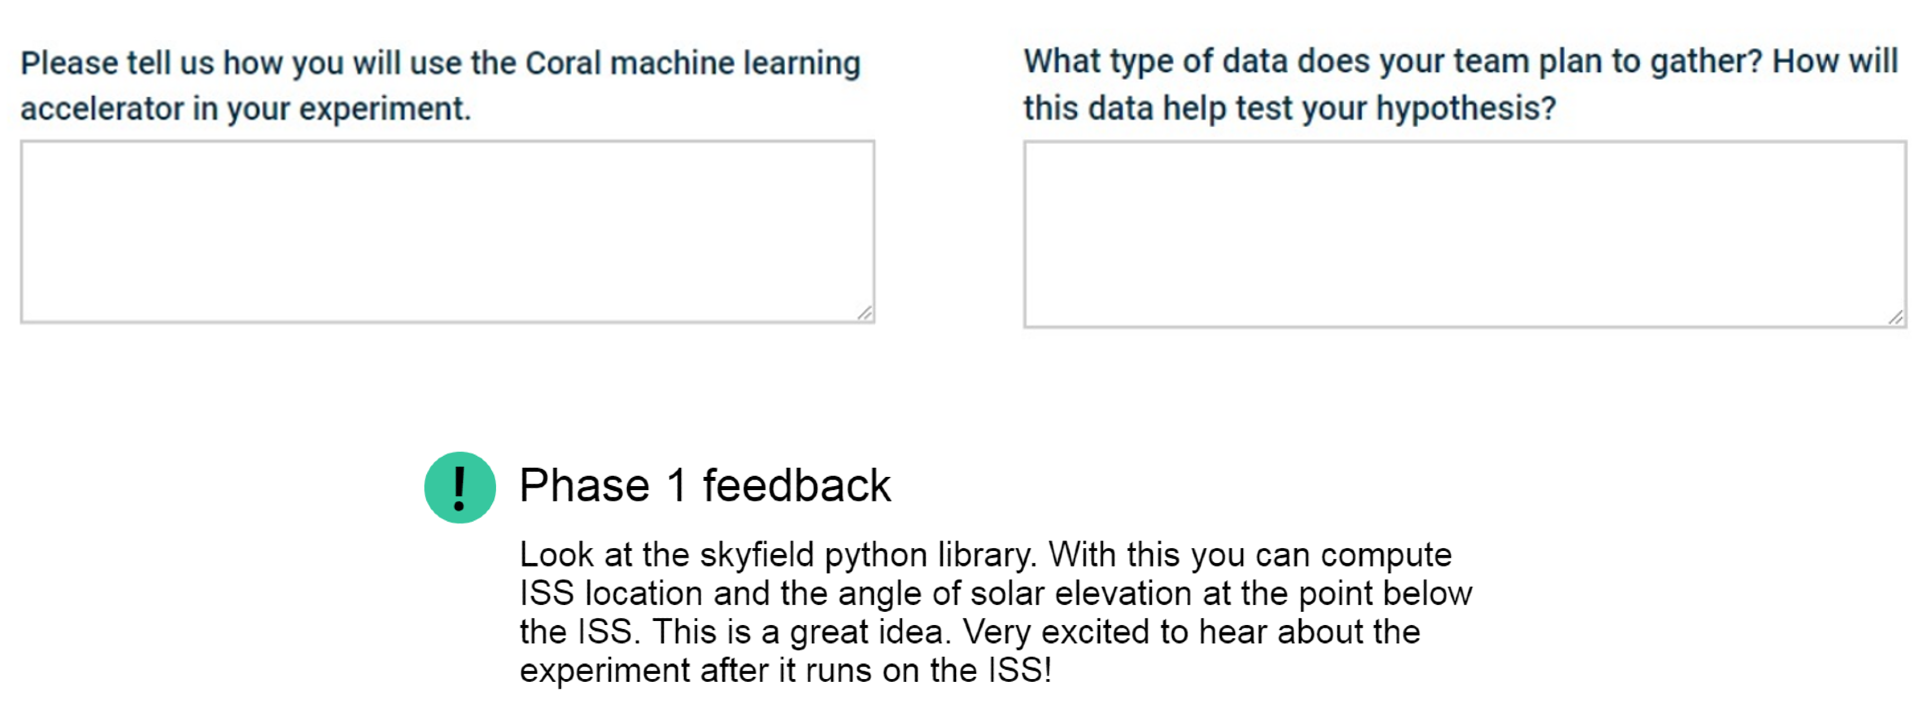 Please tell us how you will use the Coral machine learning
accelerator in your experiment.
What type of data does your team plan to gather? How will
this data help test your hypothesis?
! Phase 1 feedback
Look at the skyfield python library. With this you can compute
ISS location and the angle of solar elevation at the point below
the ISS. This is a great idea. Very excited to hear about the
experiment after it runs on the ISS!